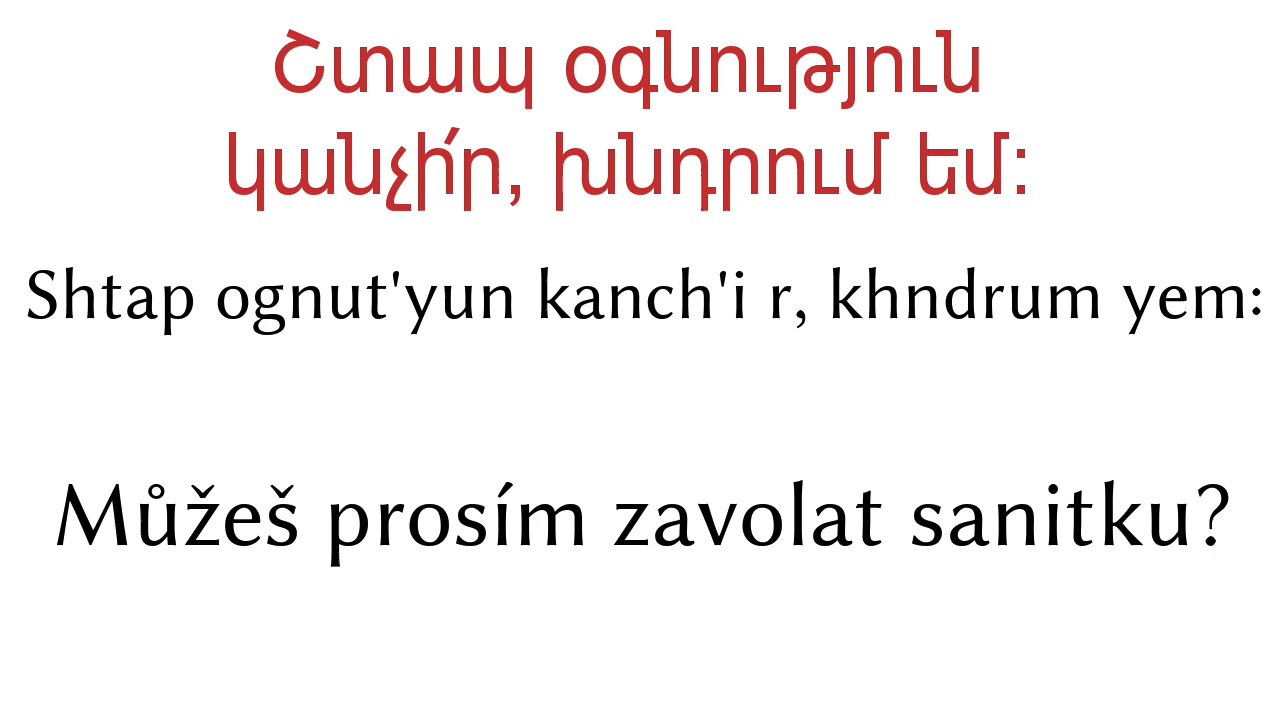 Շտապ օգնություն
կանչի՛ր, խնդրում եմ:
Shtap ognut'yun kanch'i r, khndrum yem:
Můžeš prosím zavolat sanitku?